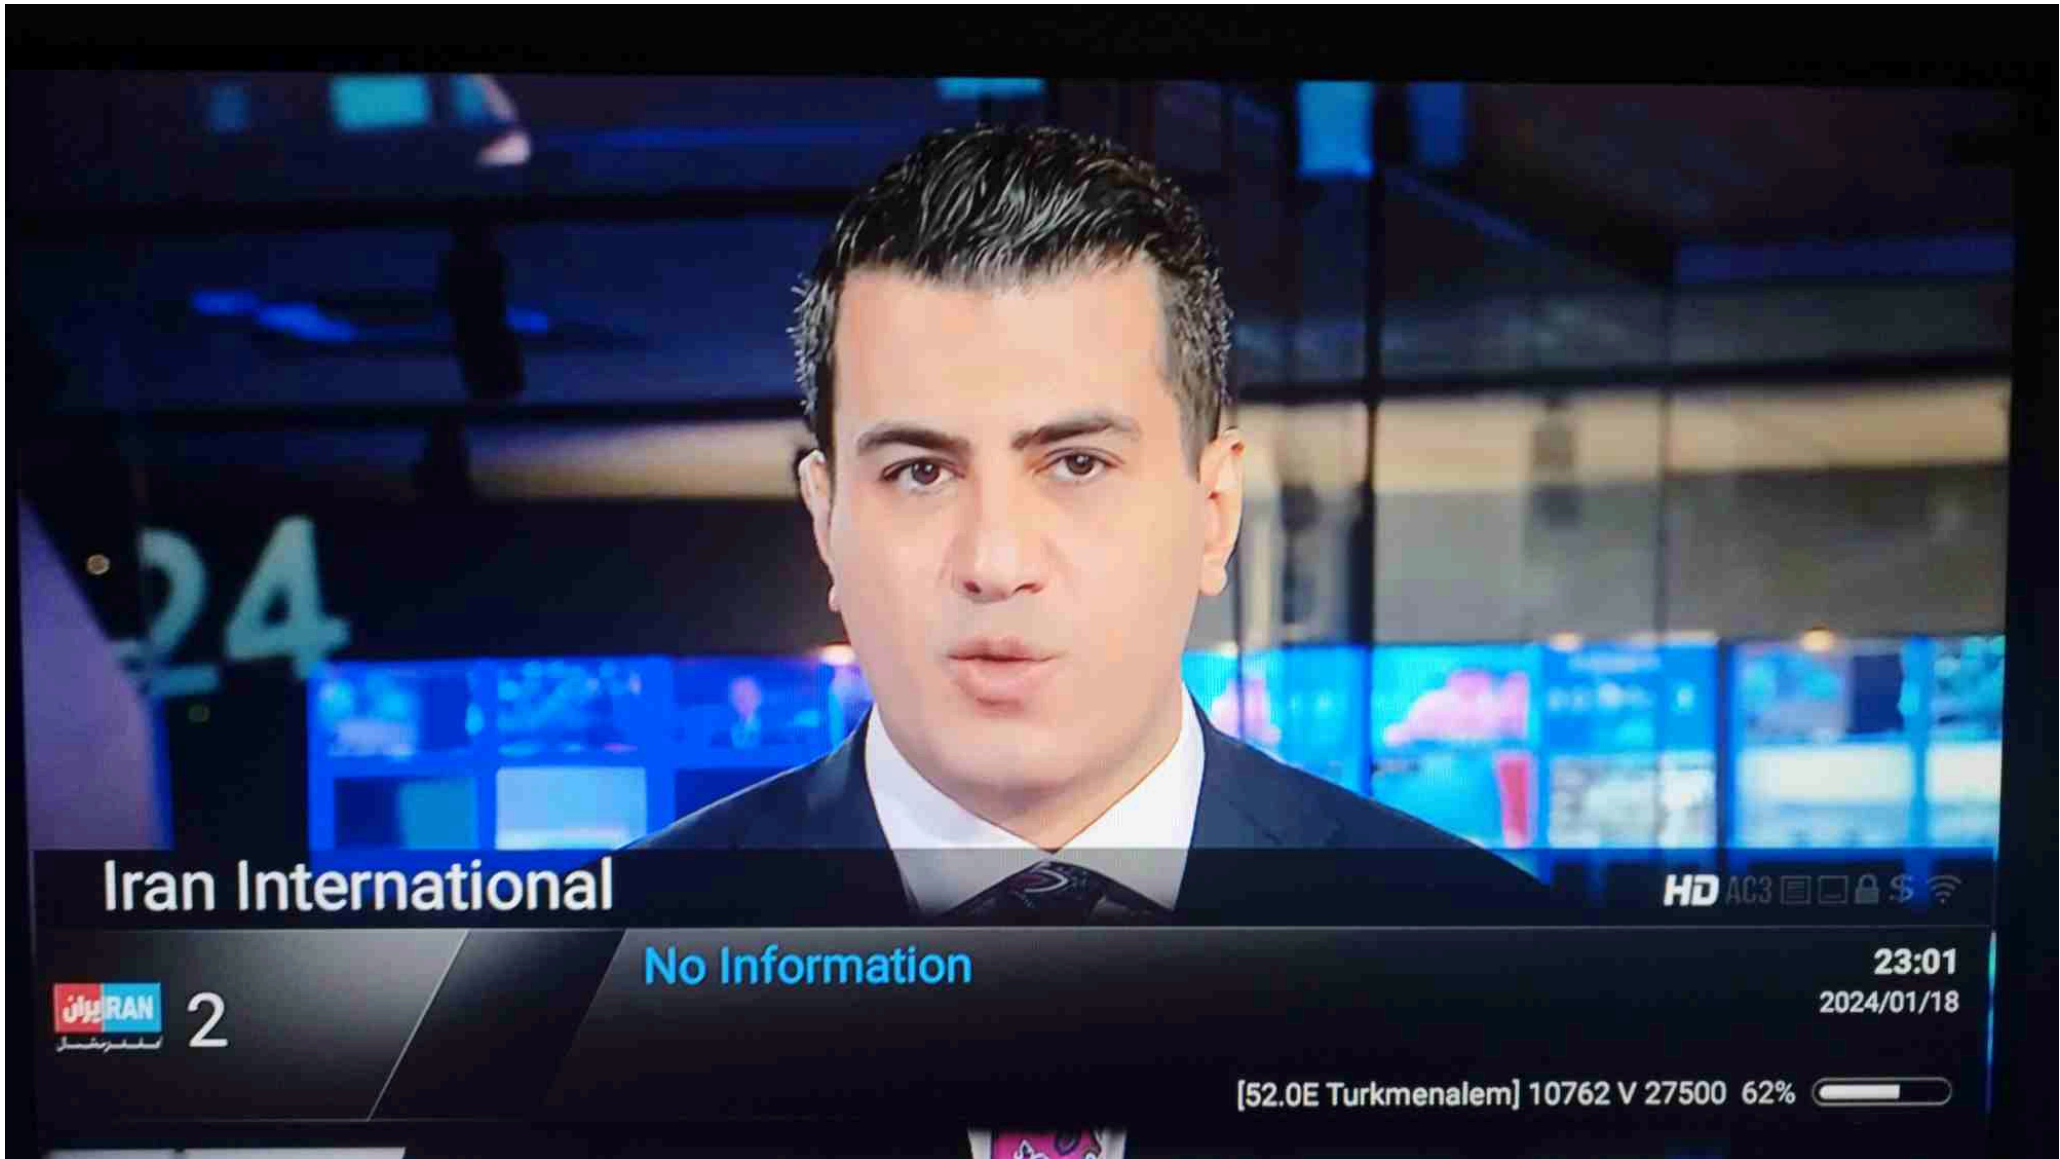 24
Iran International
HD AC3 $
No Information
23:01
2024/01/18
ایران IRAN
اینترنشنال
2
[52.0E Turkmenalem] 10762 V 27500 62%